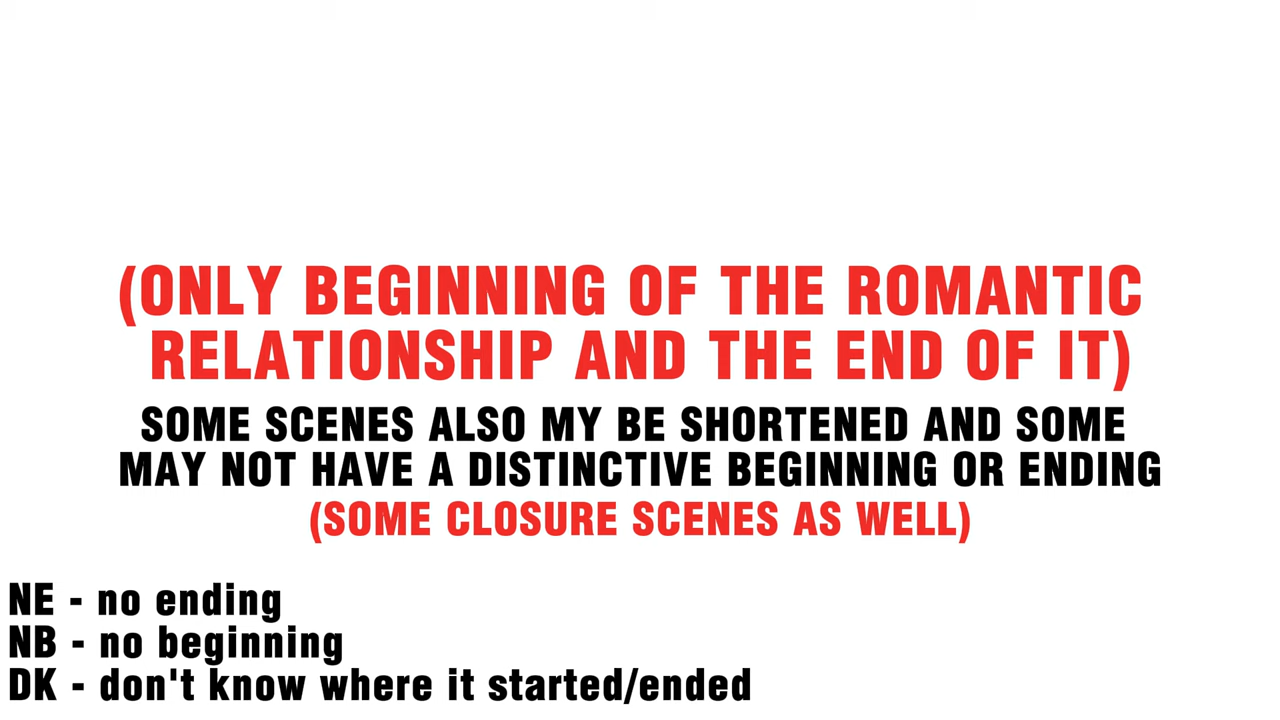 (ONLY BEGINNING OF THE ROMANTIC
RELATIONSHIP AND THE END OF IT)
SOME SCENES ALSO MY BE SHORTENED AND SOME
MAY NOT HAVE A DISTINCTIVE BEGINNING OR ENDING
(SOME CLOSURE SCENES AS WELL)
NE - no ending
NB - no beginning
DK - don't know where it started/ended